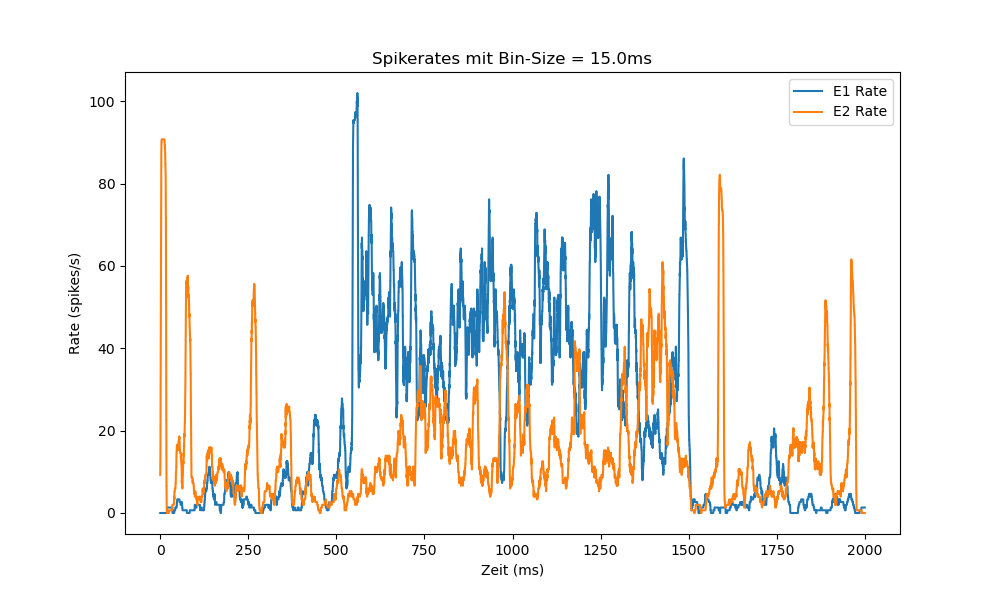 Spikerates mit Bin-Size = 15.0ms
E1 Rate
E2 Rate
100
80
60
40
20
0
Rate (spikes/s)
0 250 500 750 1000 1250 1500 1750 2000
Zeit (ms)